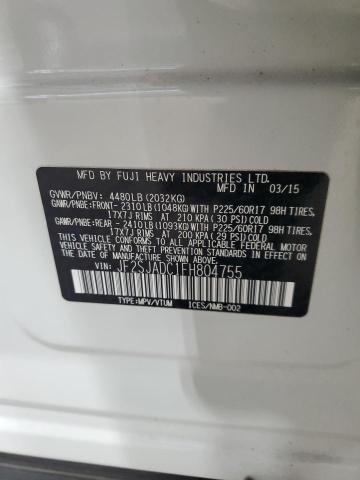 MFD BY FUJI HEAVY INDUSTRIES LTD.
MFD IN 03/15
GVWR/PNBV: 4480LB (2032KG)
GAWR/PNBE: FRONT- 2310LB (1048KG) WITH P225/60R17 98H TIRES,
17X7J RIMS AT 210 KPA (30 PSI) COLD
GAWR/PNBE: REAR - 2410LB (1093KG) WITH P225/60R17 98H TIRES,
17X7J RIMS AT 200 KPA (29 PSI) COLD
THIS VEHICLE CONFORMS TO ALL APPLICABLE FEDERAL MOTOR VEHICLE
SAFETY, BUMPER, AND THEFT PREVENTION STANDARDS IN EFFECT ON THE
DATE OF MANUFACTURE SHOWN ABOVE.
VIN: JF2SJADC1FH804755
TYPE:MPV/VTUM ICES/NMB-002